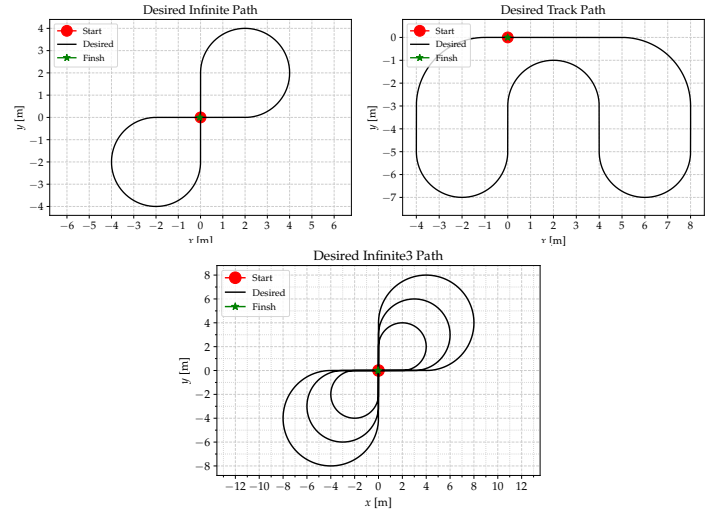 Desired Infinite Path
Start
Desired
Finsh
4
3
2
1
0
−1
−2
−3
−4
y [m]
−6 −5 −4 −3 −2 −1 0 1 2 3 4 5 6
x [m]
Desired Track Path
Start
Desired
Finsh
0
−1
−2
−3
−4
−5
−6
−7
y [m]
−4 −3 −2 −1 0 1 2 3 4 5 6 7 8
x [m]
Desired Infinite3 Path
Start
Desired
Finsh
8
6
4
2
0
−2
−4
−6
−8
y [m]
−12 −10 −8 −6 −4 −2 0 2 4 6 8 10 12
x [m]